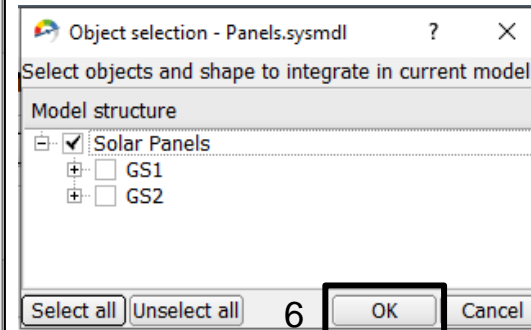 Object selection - Panels.sysmdl ? ×
Select objects and shape to integrate in current model
Model structure
Solar Panels
GS1
GS2
Select all Unselect all 6 OK Cancel